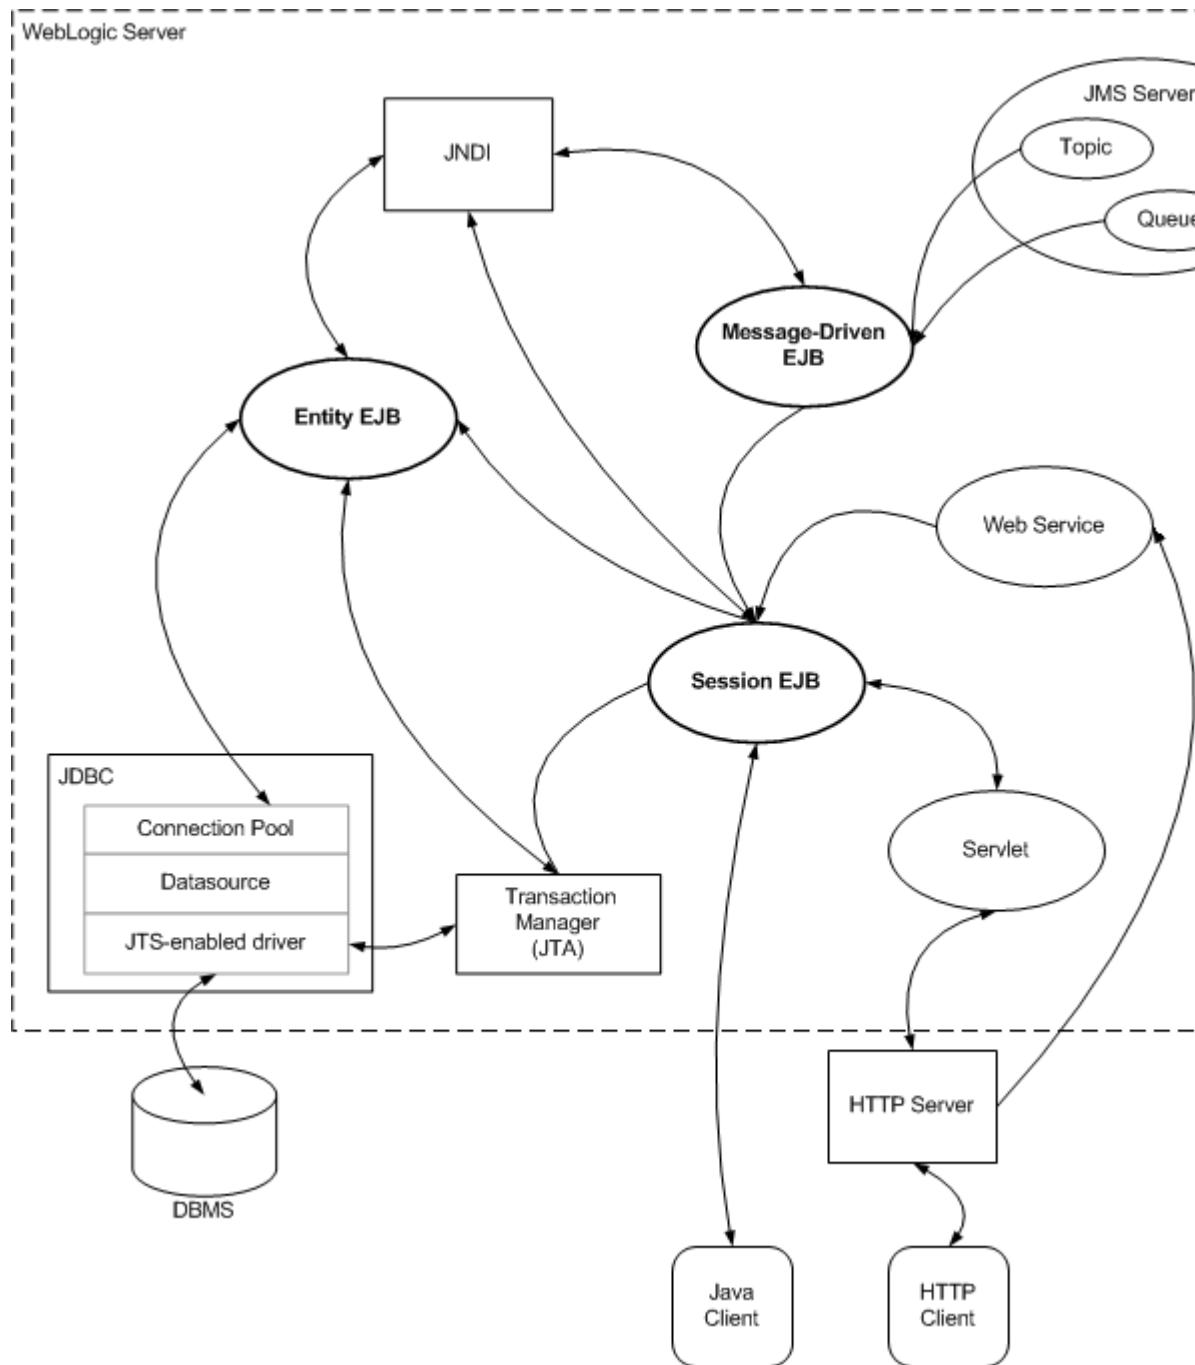 WebLogic Server
JMS Server
JNDI
Topic
Queue
Message-Driven
EJB
Entity EJB
Web Service
Session EJB
JDBC
Connection Pool
Datasource
JTS-enabled driver
Transaction
Manager
(JTA)
Servlet
HTTP Server
DBMS
Java
Client
HTTP
Client